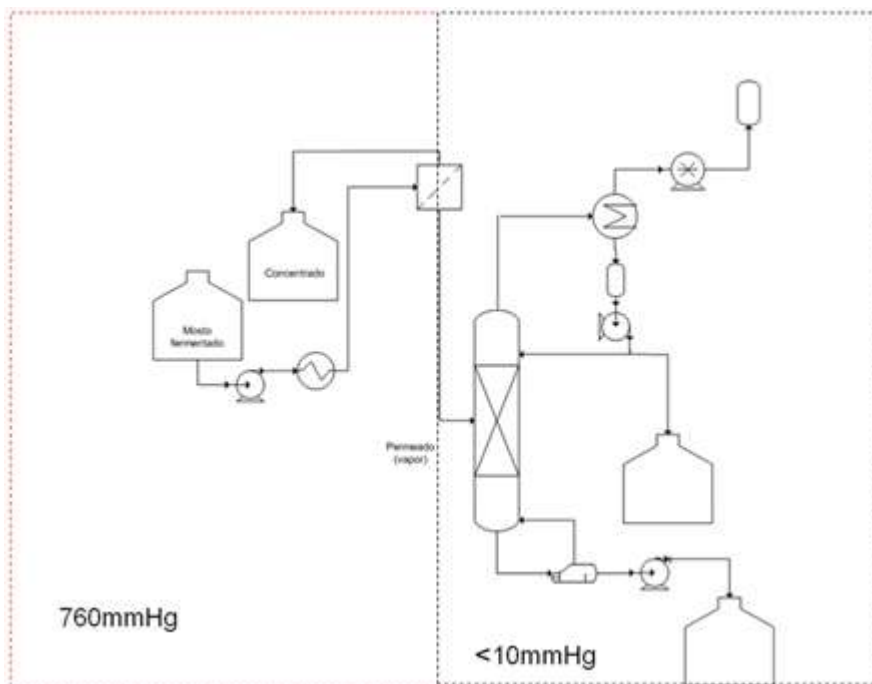 Concentrado
Mosto
fermentado
Permeado
(vapor)
760mmHg
<10mmHg